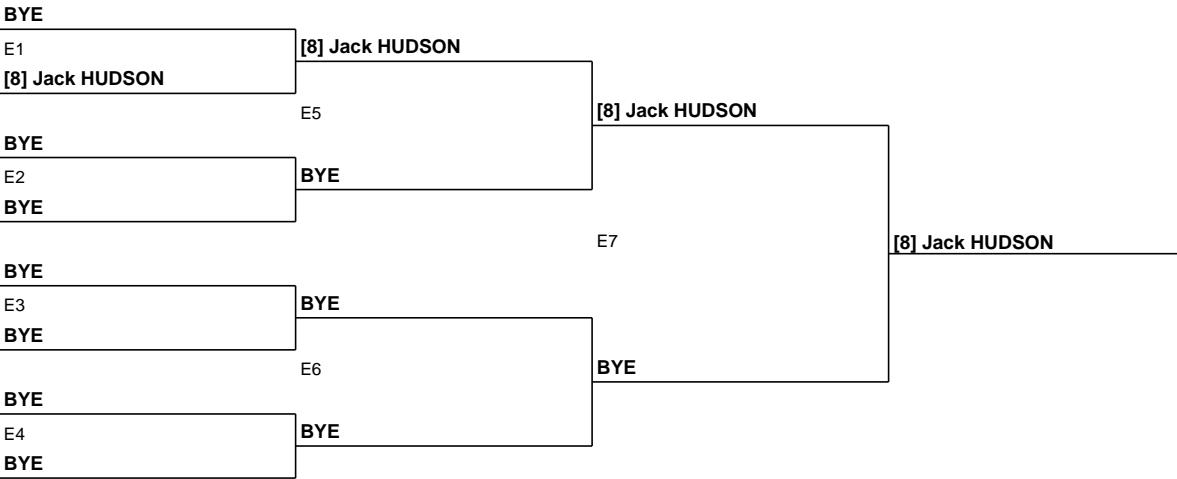 BYE
E1
[8] Jack HUDSON
[8] Jack HUDSON
E5
[8] Jack HUDSON
BYE
E2
BYE
BYE
E7
[8] Jack HUDSON
BYE
E3
BYE
BYE
E6
BYE
BYE
E4
BYE
BYE